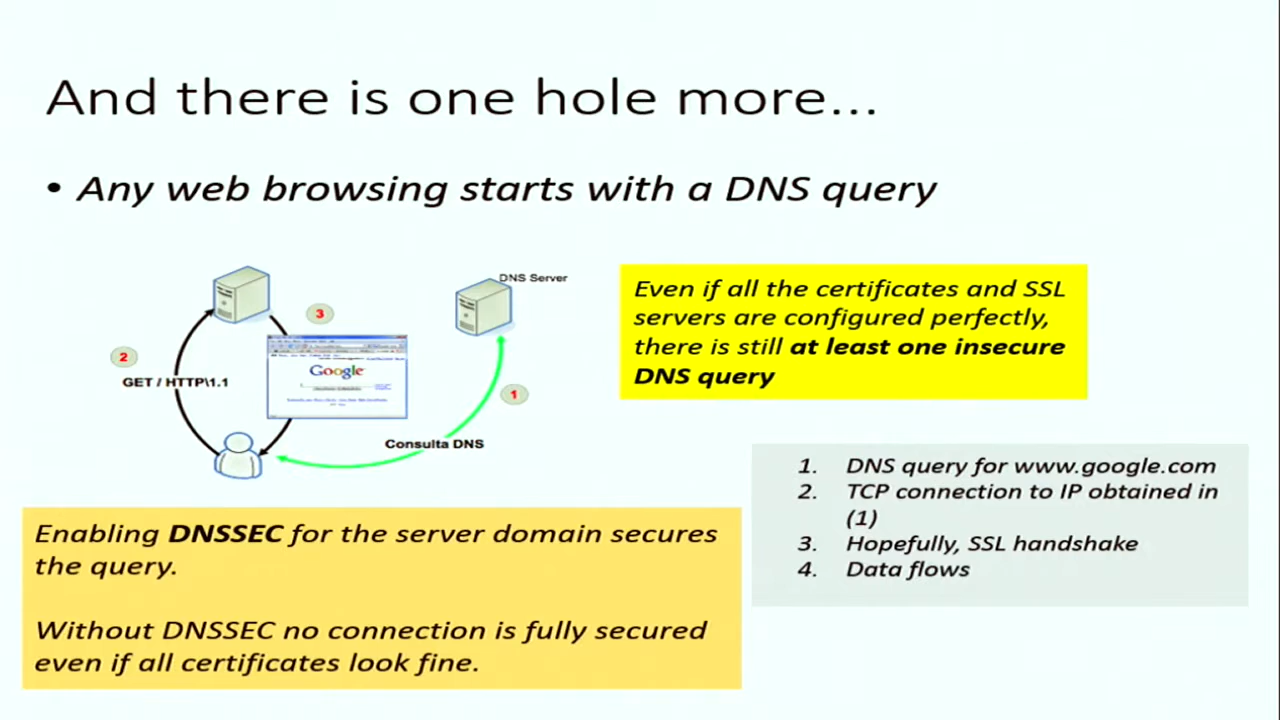 And there is one hole more...
• Any web browsing starts with a DNS query
DNS Server
3
2
GET / HTTP\1.1
Google
1
Consulta DNS
Even if all the certificates and SSL
servers are configured perfectly,
there is still at least one insecure
DNS query
1. DNS query for www.google.com
2. TCP connection to IP obtained in
(1)
3. Hopefully, SSL handshake
4. Data flows
Enabling DNSSEC for the server domain secures
the query.
Without DNSSEC no connection is fully secured
even if all certificates look fine.